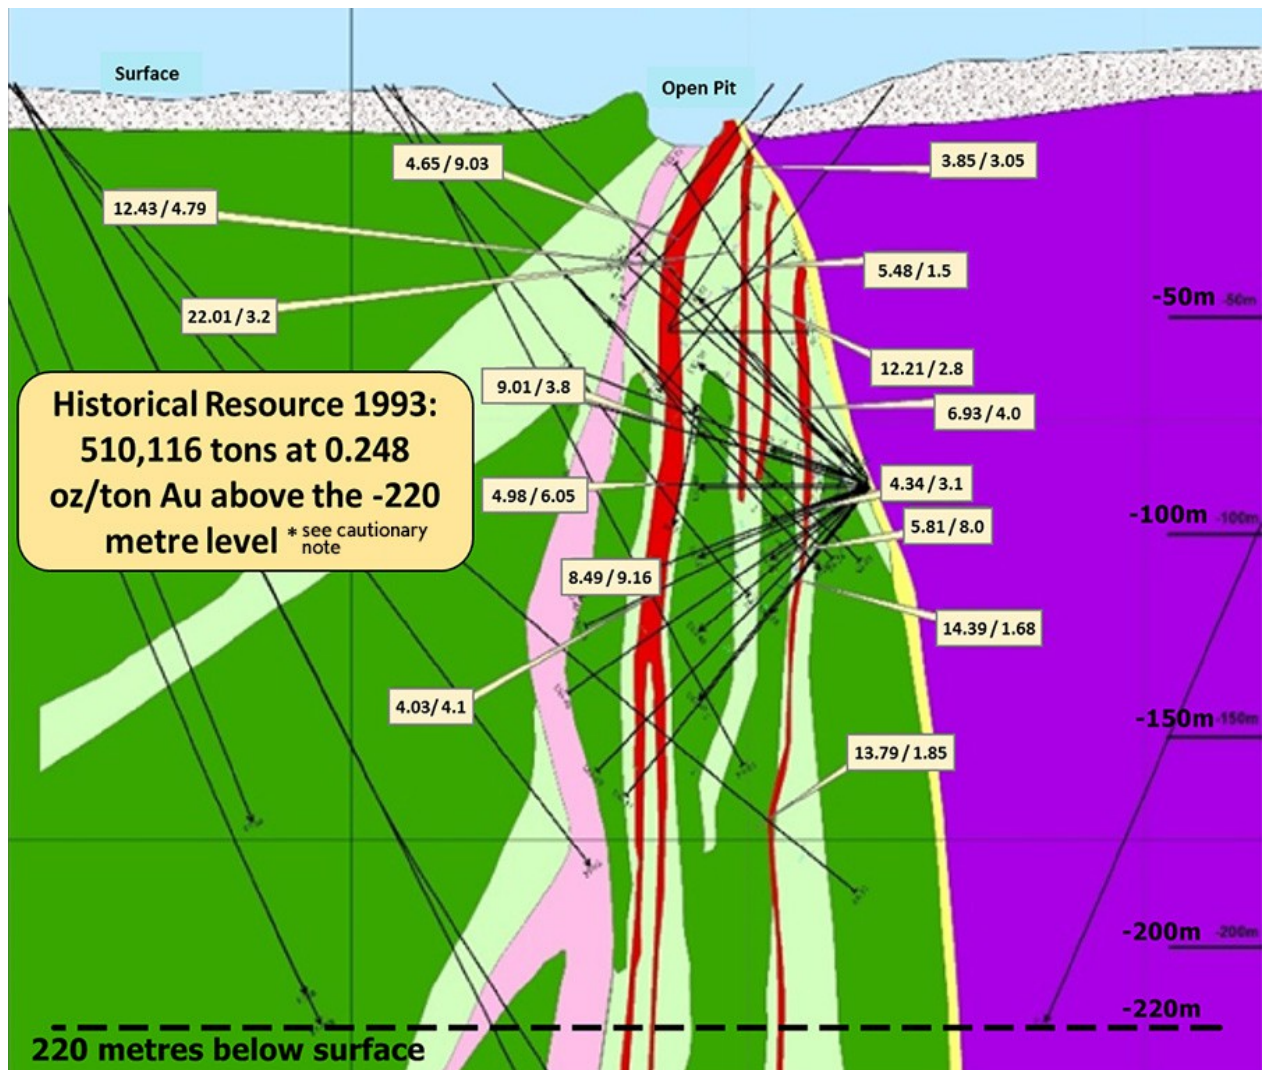 Surface
Open Pit
4.65 / 9.03
3.85 / 3.05
12.43 / 4.79
5.48 / 1.5
22.01 / 3.2
-50m -50m
12.21 / 2.8
9.01 / 3.8
6.93 / 4.0
Historical Resource 1993:
510,116 tons at 0.248
oz/ton Au above the -220
metre level * see cautionary
note
4.98 / 6.05
4.34 / 3.1
5.81 / 8.0
-100m -100m
8.49 / 9.16
14.39 / 1.68
4.03/ 4.1
-150m -150m
13.79 / 1.85
-200m -200m
-220m
220 metres below surface